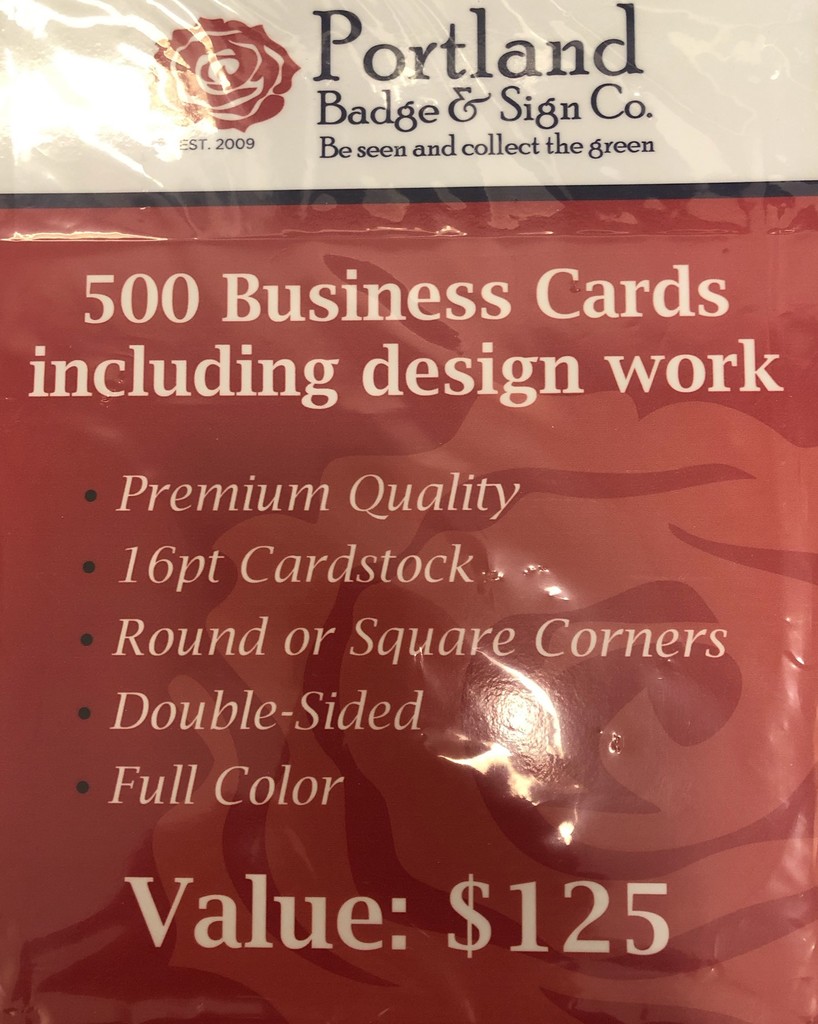 Portland
Badge & Sign Co.
EST. 2009
Be seen and collect the green
500 Business Cards
including design work
• Premium Quality
• 16pt Cardstock
• Round or Square Corners
• Double-Sided
• Full Color
Value: $125